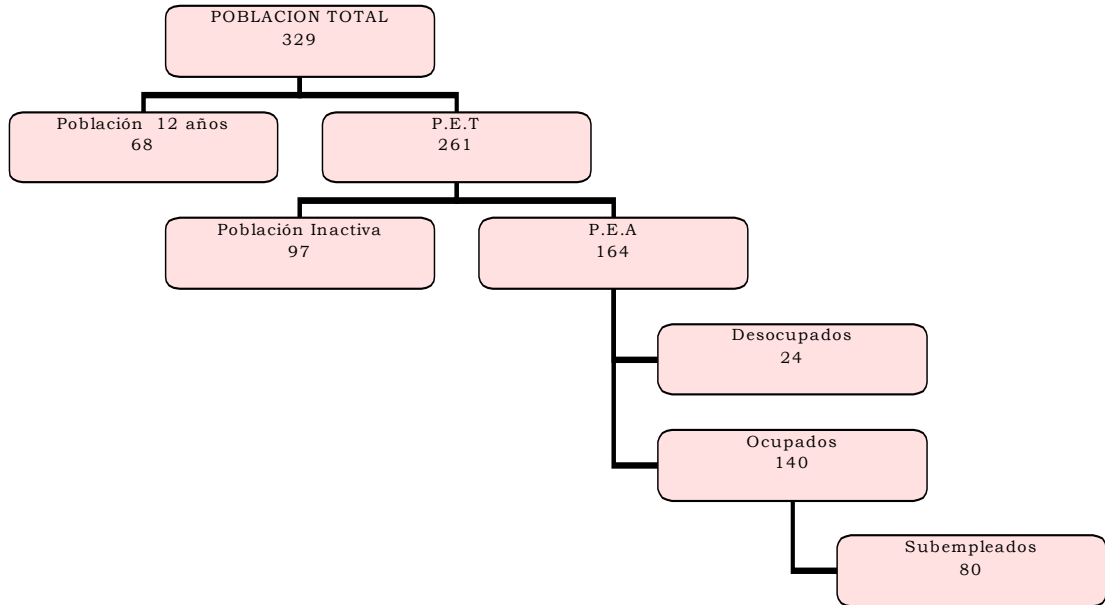 POBLACION TOTAL
329
Población 12 años
68
P.E.T
261
Población Inactiva
97
P.E.A
164
Desocupados
24
Ocupados
140
Subempleados
80